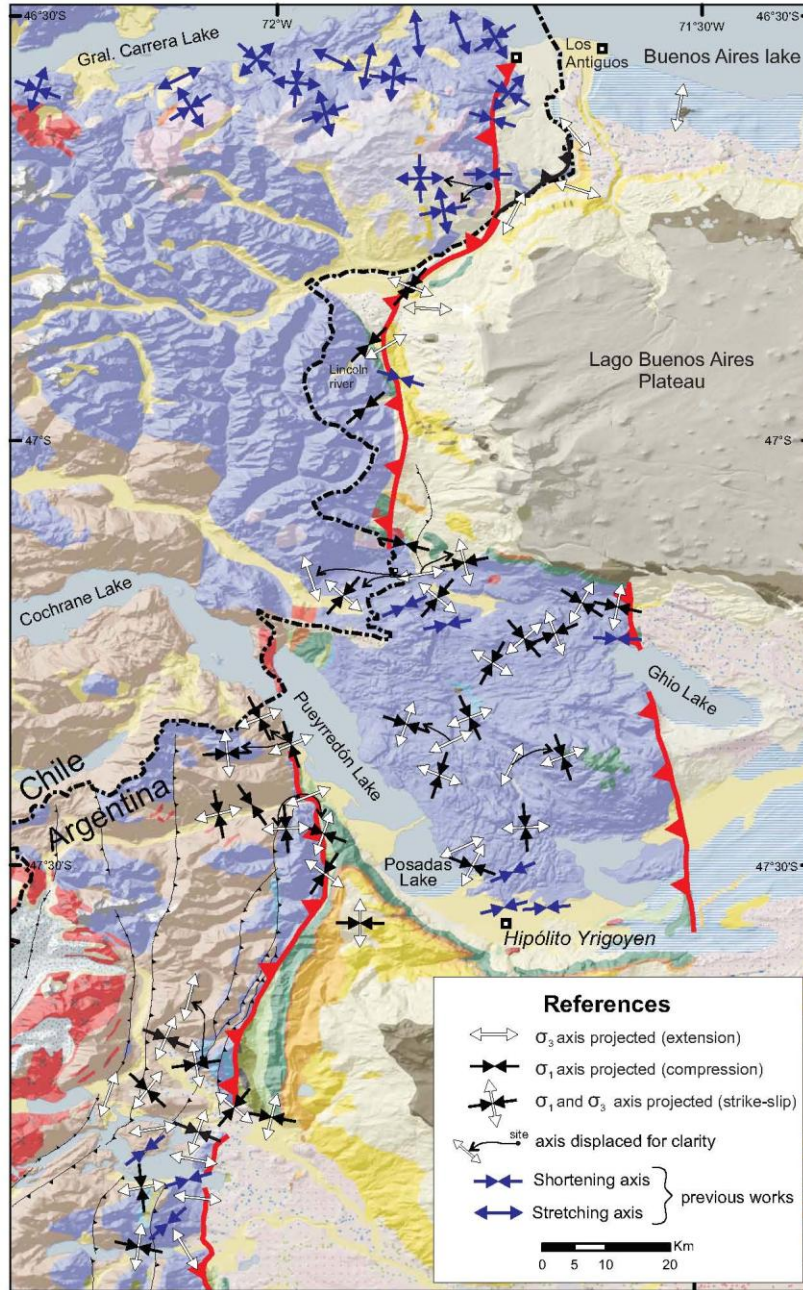 46°30'S
72°W
71°30'W
46°30'S
Gral. Carrera Lake
Los
Antiguos
Buenos Aires lake
Lago Buenos Aires
Plateau
Lincoln
river
47°S
47°S
Cochrane Lake
Ghio Lake
Pueyrredón Lake
Chile
Argentina
47°30'S
Posadas
Lake
47°30'S
Hipólito Yrigoyen
References
σ3 axis projected (extension)
σ1 axis projected (compression)
σ1 and σ3 axis projected (strike-slip)
site
axis displaced for clarity
Shortening axis
previous works
Stretching axis
Km
0 5 10 20